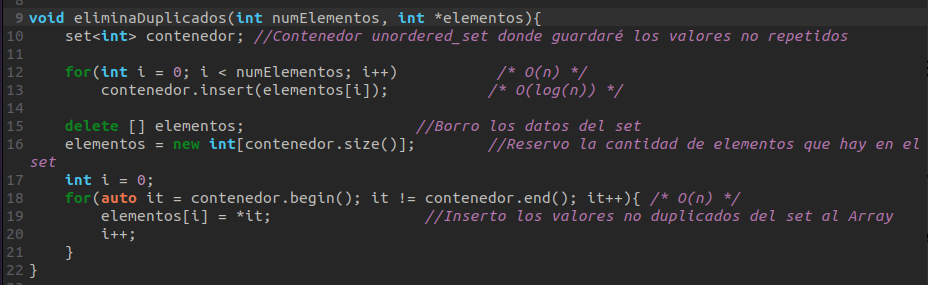 9 void eliminaDuplicados(int numElementos, int *elementos){
10 set<int> contenedor; //Contenedor unordered_set donde guardaré los valores no repetidos
11
12 for(int i = 0; i < numElementos; i++) /* O(n) */
13 contenedor.insert(elementos[i]); /* O(log(n)) */
14
15 delete [] elementos; //Borro los datos del set
16 elementos = new int[contenedor.size()]; //Reservo la cantidad de elementos que hay en el
set
17 int i = 0;
18 for(auto it = contenedor.begin(); it != contenedor.end(); it++){ /* O(n) */
19 elementos[i] = *it; //Inserto los valores no duplicados del set al Array
20 i++;
21 }
22 }